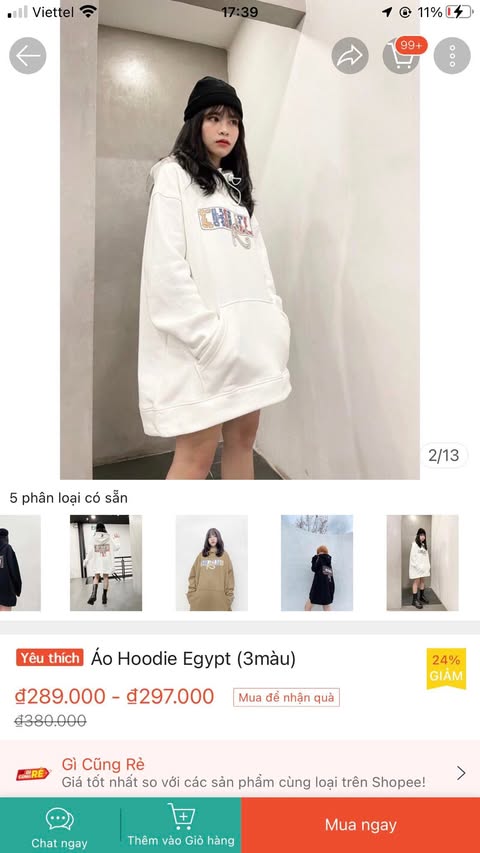 Viettel
17:39
11%
99+
2/13
5 phân loại có sẵn
Yêu thích
Áo Hoodie Egypt (3màu)
24%
GIẢM
₫289.000 - ₫297.000
Mua để nhận quà
₫380.000
Gì Cũng Rẻ
Giá tốt nhất so với các sản phẩm cùng loại trên Shopee!
Chat ngay
Thêm vào Giỏ hàng
Mua ngay